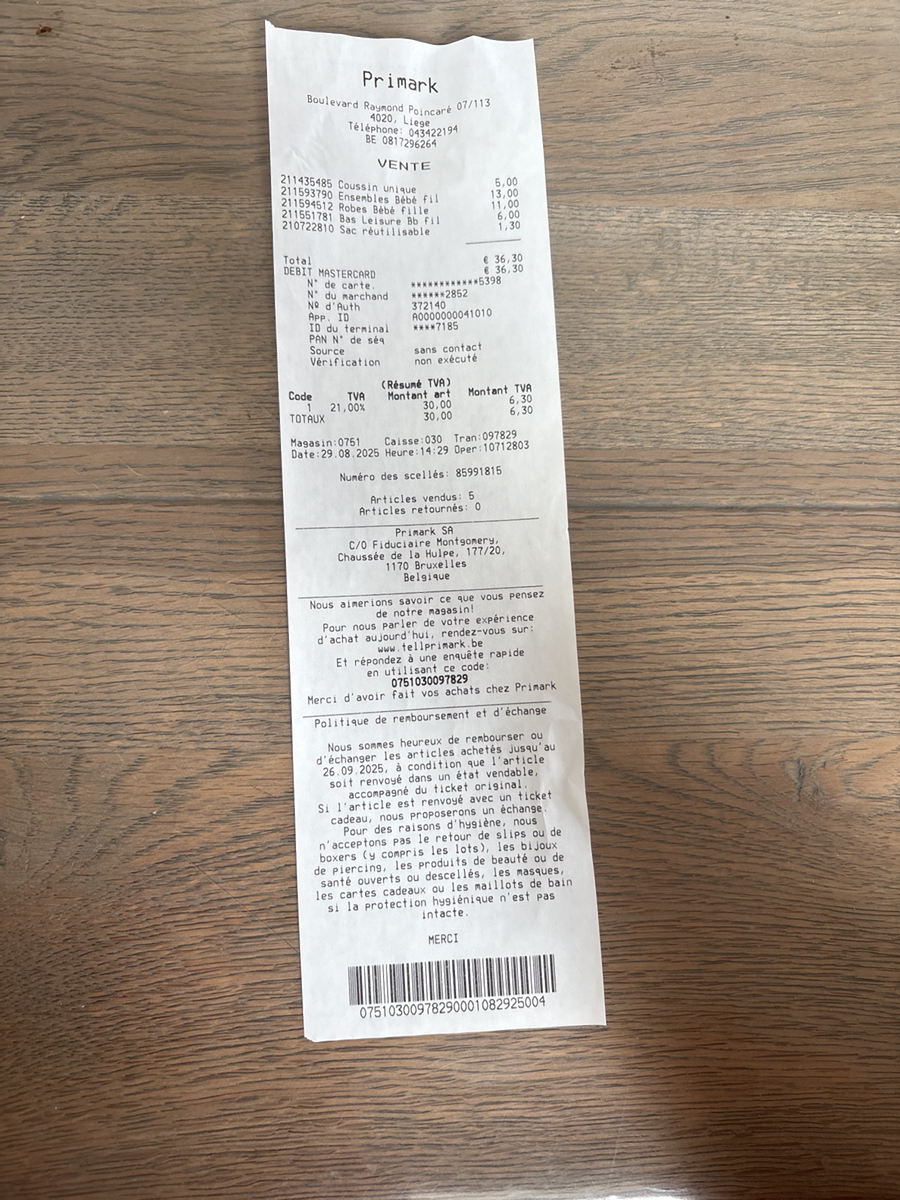 Primark
Boulevard Raymond Poincaré 07/113
4020, Liege
Téléphone: 043422194
BE 0817296264
VENTE
211435485 Coussin unique 5,00
211593790 Ensembles Bébé fil 13,00
211594512 Robes Bébé fille 11,00
211551781 Bas Leisure Bb fil 6,00
210722810 Sac réutilisable 1,30
Total € 36,30
DEBIT MASTERCARD € 36,30
N° de carte. ************5398
N° du marchand ******2852
Nº d'Auth 372140
App. ID A0000000041010
ID du terminal ****7185
PAN N° de séq
Source sans contact
Vérification non exécuté
(Résumé TVA)
Code TVA Montant art Montant TVA
1 21,00% 30,00 6,30
TOTAUX 30,00 6,30
Magasin:0751 Caisse:030 Tran:097829
Date:29.08.2025 Heure:14:29 Oper:10712803
Numéro des scellés: 85991815
Articles vendus: 5
Articles retournés: 0
Primark SA
C/O Fiduciaire Montgomery,
Chaussée de la Hulpe, 177/20,
1170 Bruxelles
Belgique
Nous aimerions savoir ce que vous pensez
de notre magasin!
Pour nous parler de votre expérience
d'achat aujourd'hui, rendez-vous sur:
www.tellprimark.be
Et répondez à une enquête rapide
en utilisant ce code:
0751030097829
Merci d'avoir fait vos achats chez Primark
Politique de remboursement et d'échange
Nous sommes heureux de rembourser ou
d'échanger les articles achetés jusqu'au
26.09.2025, à condition que l'article
soit renvoyé dans un état vendable,
accompagné du ticket original.
Si l'article est renvoyé avec un ticket
cadeau, nous proposerons un échange.
Pour des raisons d'hygiène, nous
n'acceptons pas le retour de slips ou de
boxers (y compris les lots), les bijoux
de piercing, les produits de beauté ou de
santé ouverts ou descellés, les masques,
les cartes cadeaux ou les maillots de bain
si la protection hygiénique n'est pas
intacte.
MERCI
07510300978290001082925004